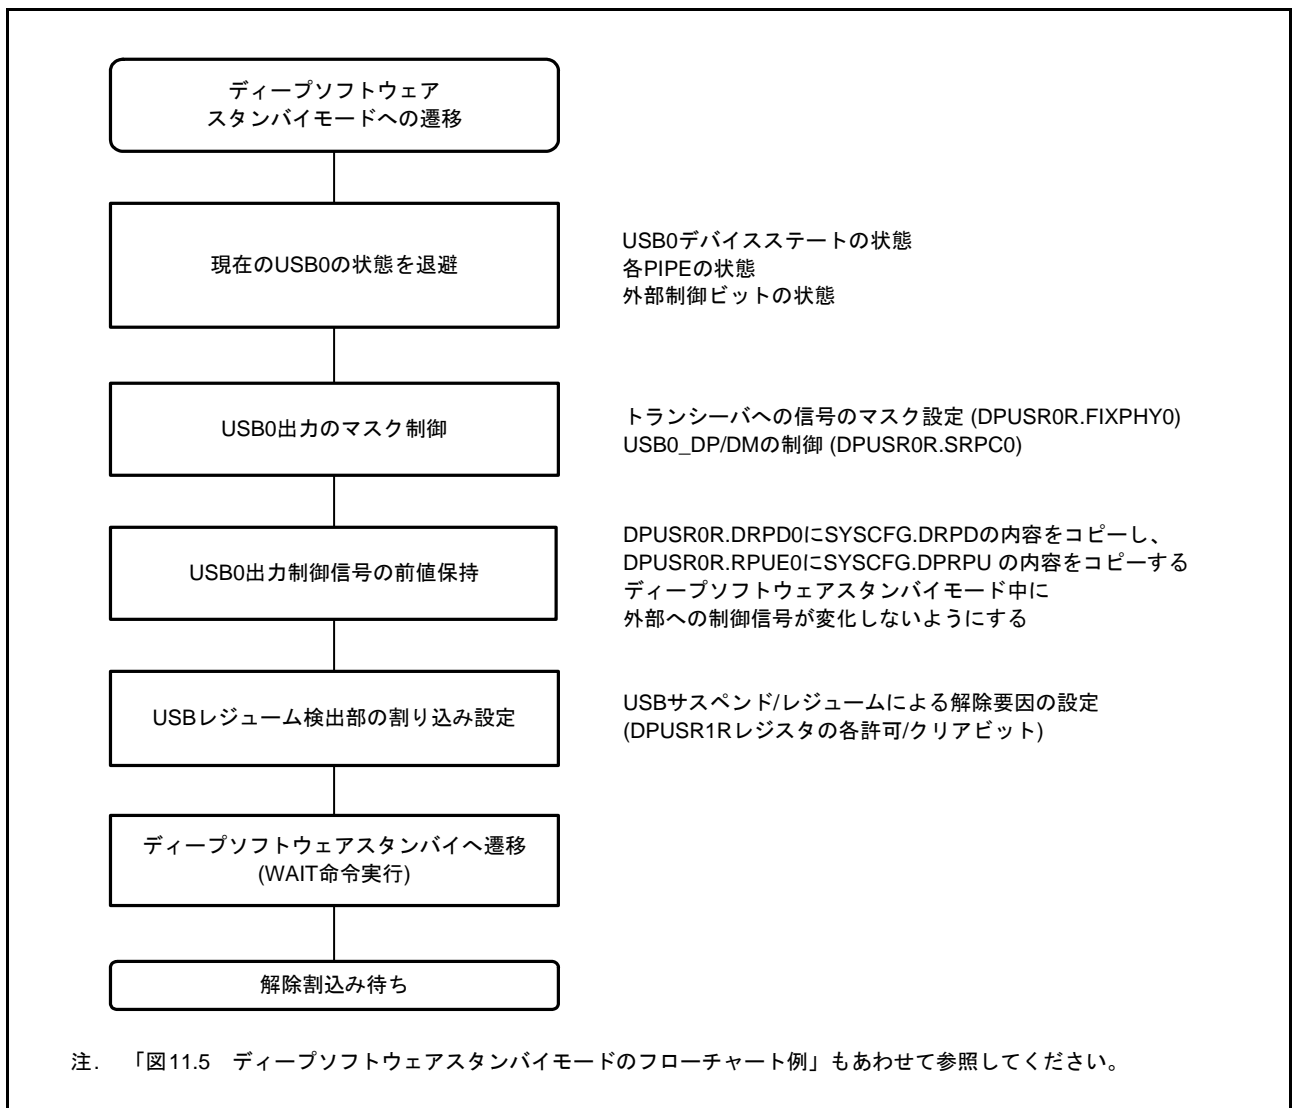 ディープソフトウェア
スタンバイモードへの遷移
現在のUSB0の状態を退避
USB0デバイスステートの状態
各PIPEの状態
外部制御ビットの状態
USB0出力のマスク制御
トランシーバへの信号のマスク設定 (DPUSR0R.FIXPHY0)
USB0_DP/DMの制御 (DPUSR0R.SRPC0)
USB0出力制御信号の前値保持
DPUSR0R.DRPD0にSYSCFG.DRPDの内容をコピーし、
DPUSR0R.RPUE0にSYSCFG.DPRPU の内容をコピーする
ディープソフトウェアスタンバイモード中に
外部への制御信号が変化しないようにする
USBレジューム検出部の割り込み設定
USBサスペンド/レジュームによる解除要因の設定
(DPUSR1Rレジスタの各許可/クリアビット)
ディープソフトウェアスタンバイへ遷移
(WAIT命令実行)
解除割込み待ち
注. 「図11.5 ディープソフトウェアスタンバイモードのフローチャート例」もあわせて参照してください。